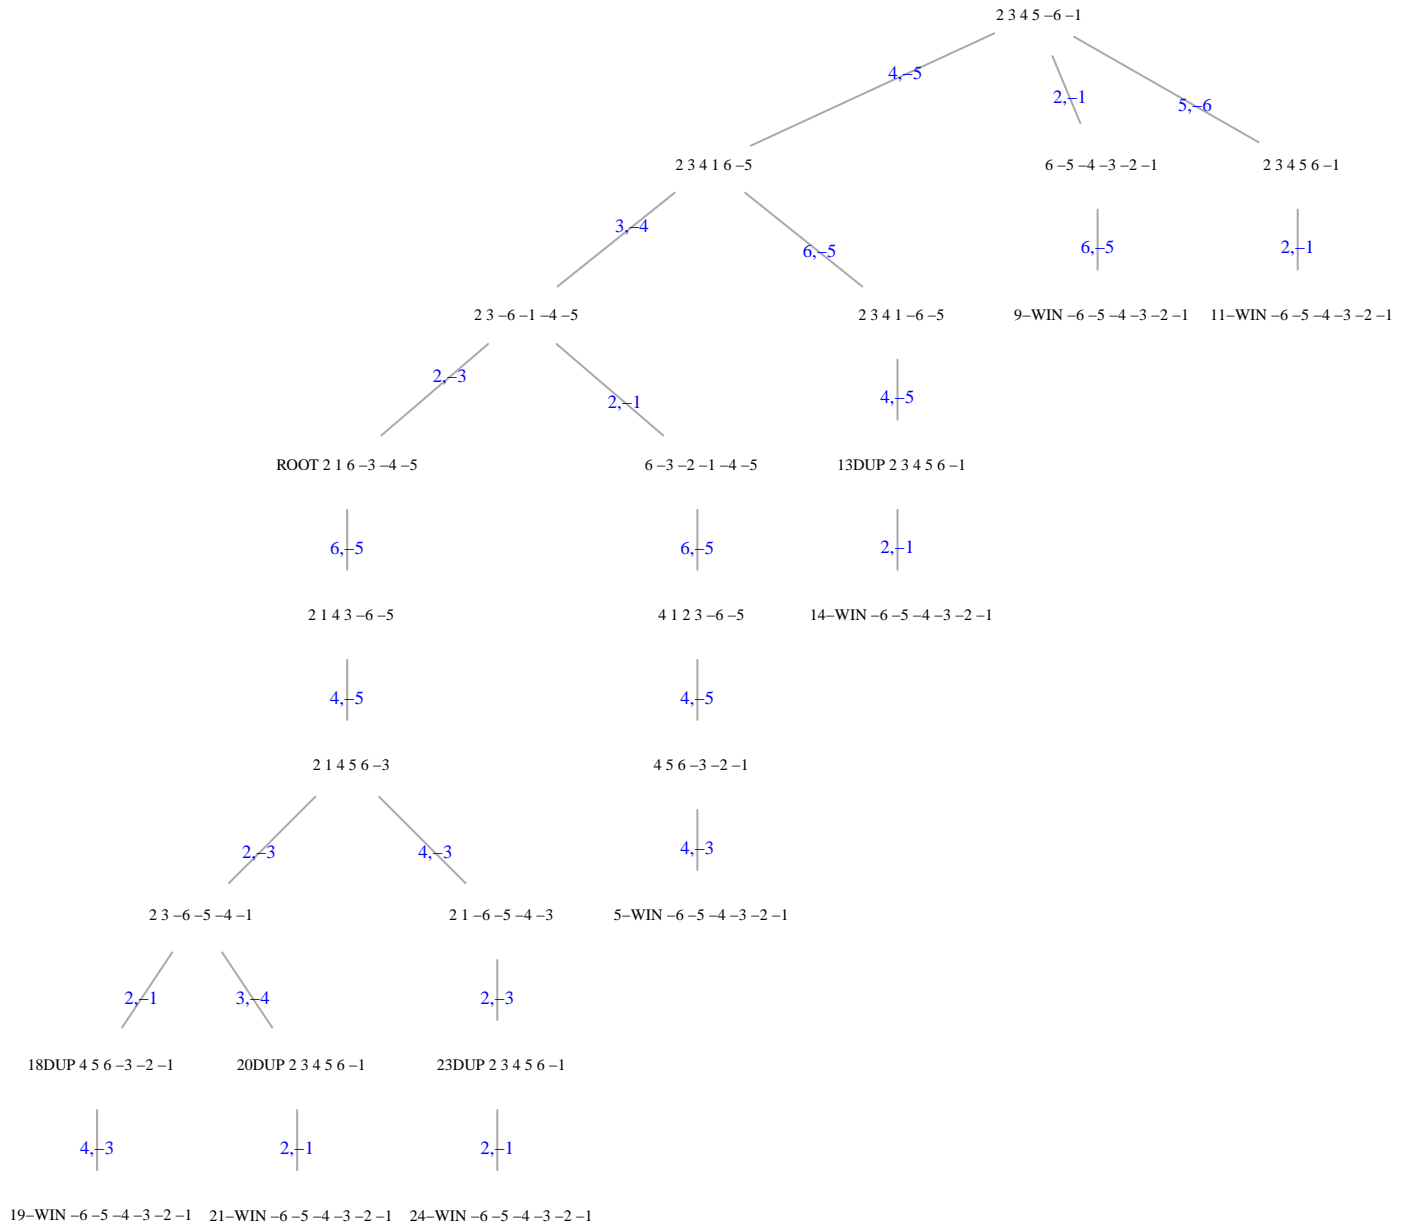 2 3 4 5 –6 –1
4,–5
2,–1
5,–6
2 3 4 1 6 –5
6 –5 –4 –3 –2 –1
2 3 4 5 6 –1
3,–4
6,–5
6,–5
2,–1
2 3 –6 –1 –4 –5
2 3 4 1 –6 –5
9–WIN –6 –5 –4 –3 –2 –1
11–WIN –6 –5 –4 –3 –2 –1
2,–3
2,–1
4,–5
ROOT 2 1 6 –3 –4 –5
6 –3 –2 –1 –4 –5
13DUP 2 3 4 5 6 –1
6,–5
6,–5
2,–1
2 1 4 3 –6 –5
4 1 2 3 –6 –5
14–WIN –6 –5 –4 –3 –2 –1
4,–5
4,–5
2 1 4 5 6 –3
4 5 6 –3 –2 –1
2,–3
4,–3
4,–3
2 3 –6 –5 –4 –1
2 1 –6 –5 –4 –3
5–WIN –6 –5 –4 –3 –2 –1
2,–1
3,–4
2,–3
18DUP 4 5 6 –3 –2 –1
20DUP 2 3 4 5 6 –1
23DUP 2 3 4 5 6 –1
4,–3
2,–1
2,–1
19–WIN –6 –5 –4 –3 –2 –1
21–WIN –6 –5 –4 –3 –2 –1
24–WIN –6 –5 –4 –3 –2 –1